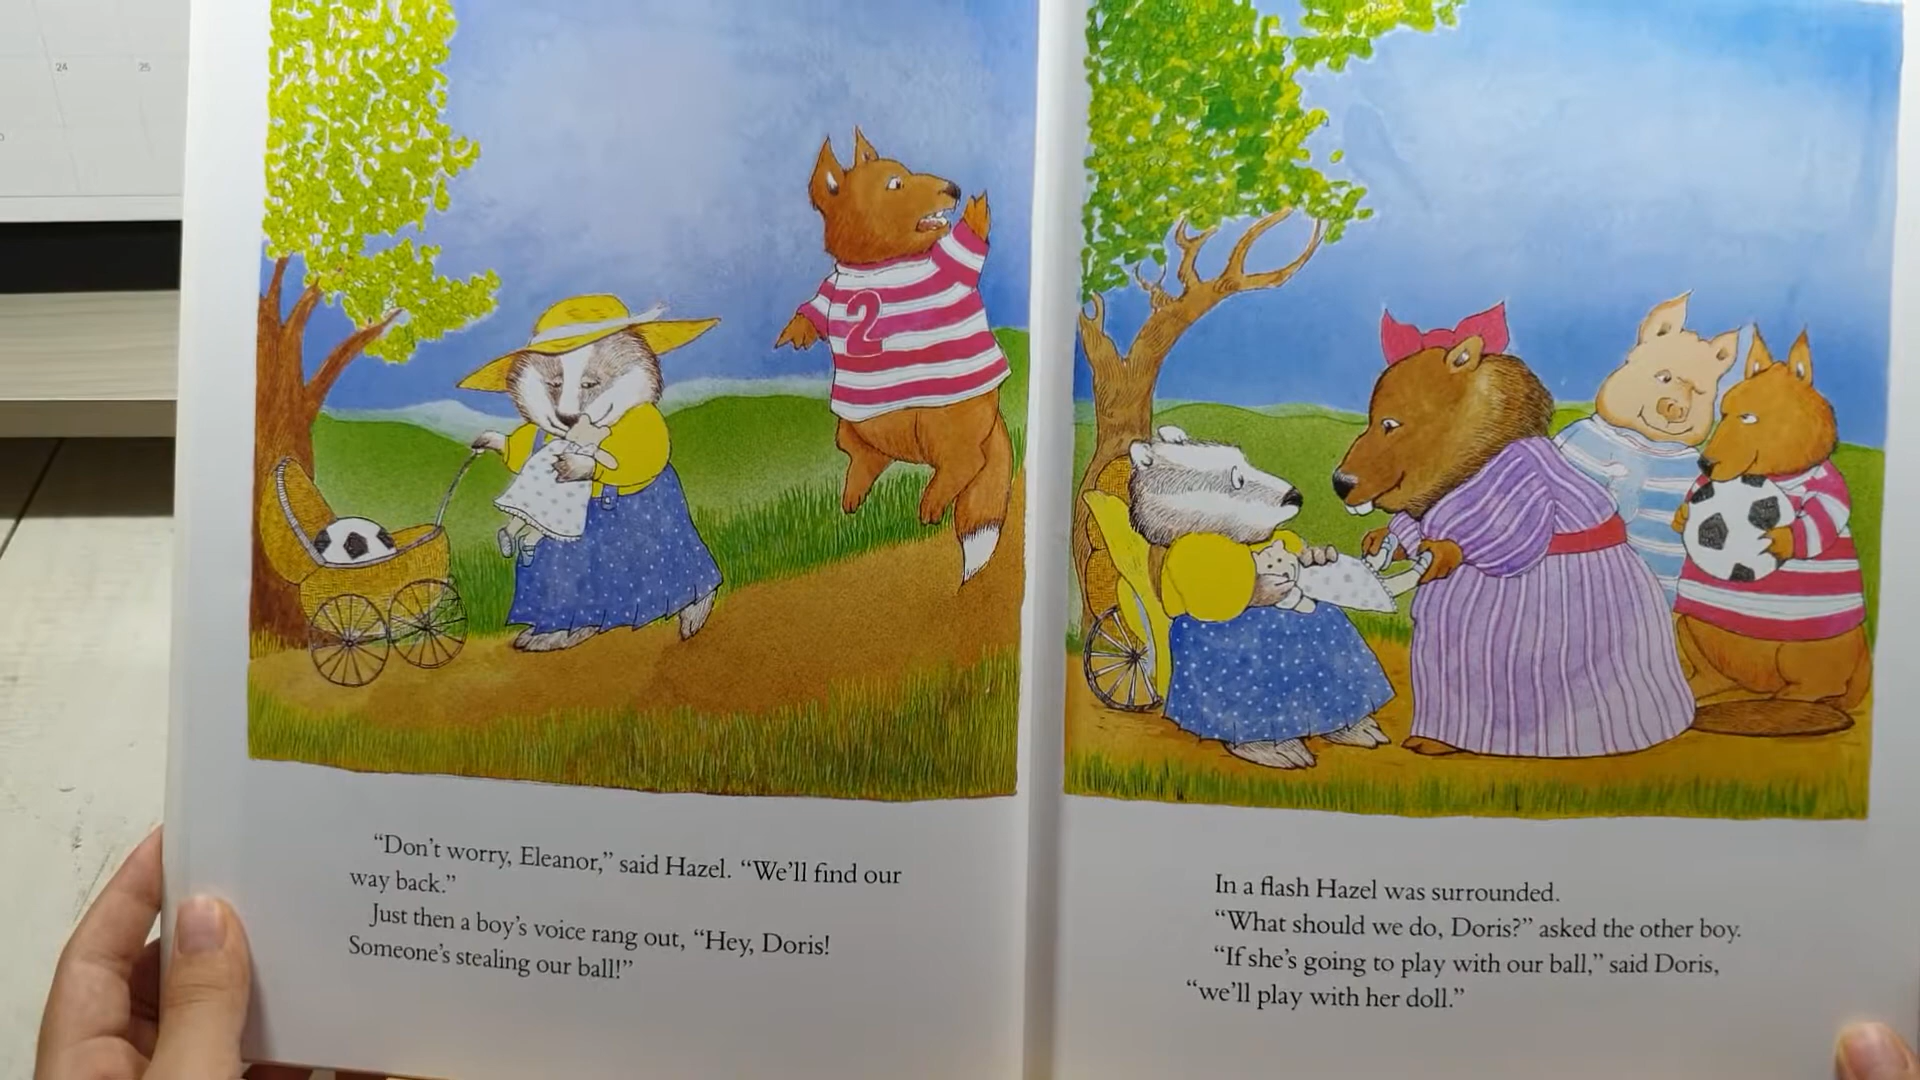 24
25
2
“Don’t worry, Eleanor,” said Hazel. “We’ll find our
way back.”
Just then a boy’s voice rang out, “Hey, Doris!
Someone’s stealing our ball!”
In a flash Hazel was surrounded.
“What should we do, Doris?” asked the other boy.
“If she’s going to play with our ball,” said Doris,
“we’ll play with her doll.”